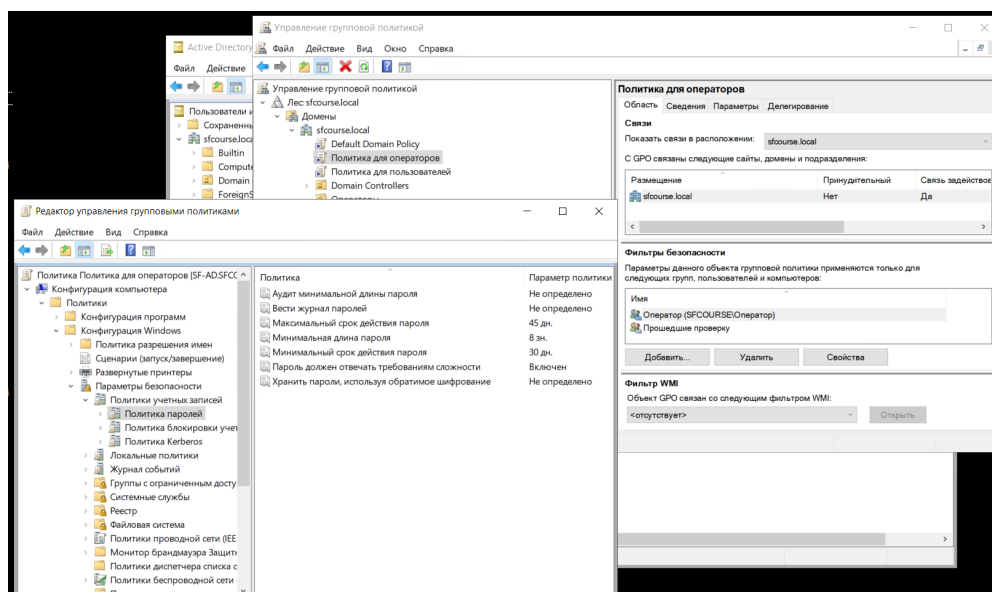 Управление групповой политикой
Active Directory
Файл Действие Вид Окно Справка
Файл Действие
Управление групповой политикой
Лес: sfcourse.local
Домены
sfcourse.local
Default Domain Policy
Политика для операторов
Политика для пользователей
Domain Controllers
Операторы
Пользователи и
Сохраненны
sfcourse.loca
Builtin
Compute
Domain
ForeignS
Политика для операторов
Область Сведения Параметры Делегирование
Связи
Показать связи в расположении: sfcourse.local
С GPO связаны следующие сайты, домены и подразделения:
Размещение Принудительный Связь задействов
sfcourse.local Нет Да
Фильтры безопасности
Параметры данного объекта групповой политики применяются только для
следующих групп, пользователей и компьютеров:
Имя
Оператор (SFCOURSE\Оператор)
Прошедшие проверку
Добавить... Удалить Свойства
Фильтр WMI
Объект GPO связан со следующим фильтром WMI:
<отсутствует> Открыть
Редактор управления групповыми политиками
Файл Действие Вид Справка
Политика Политика для операторов [SF-AD.SFCC
Конфигурация компьютера
Политики
Конфигурация программ
Конфигурация Windows
Политика разрешения имен
Сценарии (запуск/завершение)
Развернутые принтеры
Параметры безопасности
Политики учетных записей
Политика паролей
Политика блокировки учет
Политика Kerberos
Локальные политики
Журнал событий
Группы с ограниченным досту
Системные службы
Реестр
Файловая система
Политики проводной сети (IEE
Монитор брандмауэра Защитн
Политики диспетчера списка с
Политики беспроводной сети
Политика Параметр политики
Аудит минимальной длины пароля Не определено
Вести журнал паролей Не определено
Максимальный срок действия пароля 45 дн.
Минимальная длина пароля 8 зн.
Минимальный срок действия пароля 30 дн.
Пароль должен отвечать требованиям сложности Включен
Хранить пароли, используя обратимое шифрование Не определено